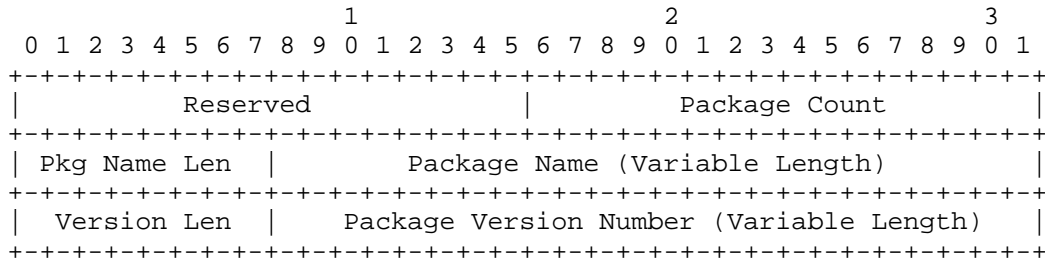 1                   2                   3
 0 1 2 3 4 5 6 7 8 9 0 1 2 3 4 5 6 7 8 9 0 1 2 3 4 5 6 7 8 9 0 1
+-+-+-+-+-+-+-+-+-+-+-+-+-+-+-+-+-+-+-+-+-+-+-+-+-+-+-+-+-+-+-+-+
|          Reserved             |         Package Count         |
+-+-+-+-+-+-+-+-+-+-+-+-+-+-+-+-+-+-+-+-+-+-+-+-+-+-+-+-+-+-+-+-+
| Pkg Name Len  |        Package Name (Variable Length)         |
+-+-+-+-+-+-+-+-+-+-+-+-+-+-+-+-+-+-+-+-+-+-+-+-+-+-+-+-+-+-+-+-+
|  Version Len  |    Package Version Number (Variable Length)   |
+-+-+-+-+-+-+-+-+-+-+-+-+-+-+-+-+-+-+-+-+-+-+-+-+-+-+-+-+-+-+-+-+